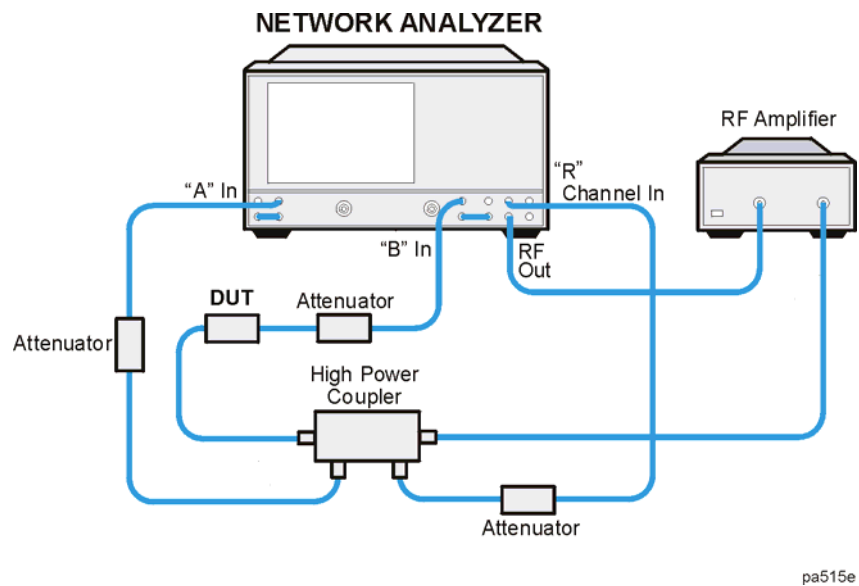 NETWORK ANALYZER
RF Amplifier
"A" In
"R"
Channel In
"B" In
RF
Out
DUT
Attenuator
Attenuator
High Power
Coupler
Attenuator
pa515e